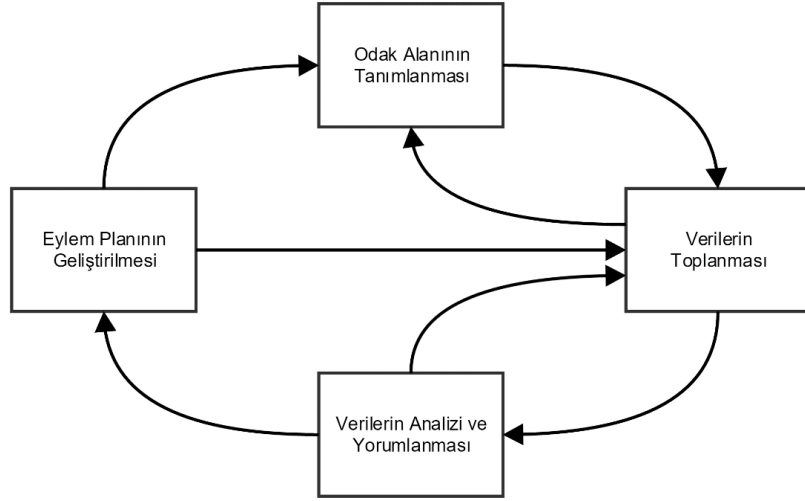 Odak Alanının
Tanımlanması
Eylem Planının
Geliştirilmesi
Verilerin
Toplanması
Verilerin Analizi ve
Yorumlanması